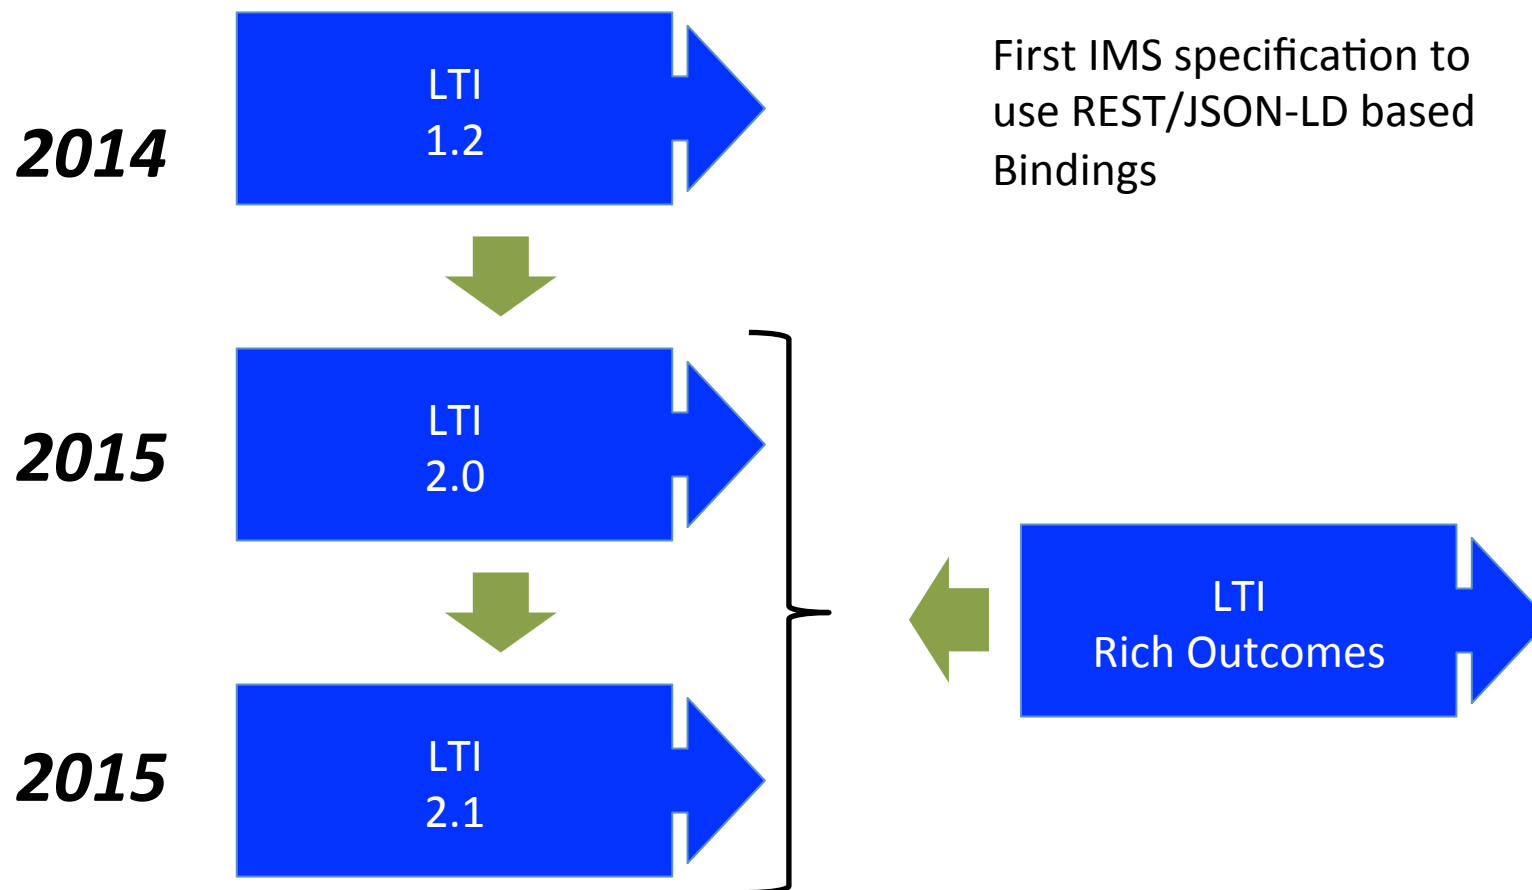 2014
LTI
1.2
First IMS specification to
use REST/JSON-LD based
Bindings
2015
LTI
2.0
LTI
Rich Outcomes
2015
LTI
2.1